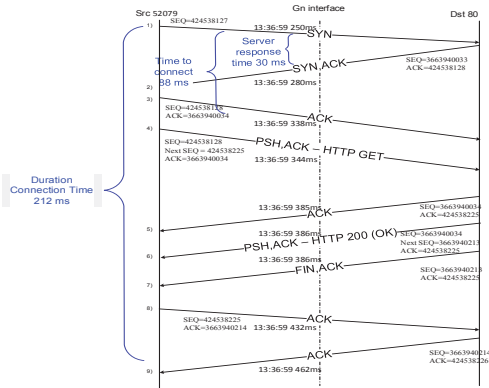 Src 52079
Gn interface
Dst 80
1)
SEQ=424538127
13:36:59 250ms
SYN
Server
response
time 30 ms
Time to
connect
88 ms
SYN,ACK
SEQ=3663940033
ACK=424538128
13:36:59 280ms
2)
3)
SEQ=424538128
ACK=3663940034
ACK
13:36:59 338ms
4)
SEQ=424538128
Next SEQ = 424538225
ACK=3663940034
PSH,ACK – HTTP GET
13:36:59 344ms
Duration
Connection Time
212 ms
13:36:59 385ms
ACK
SEQ=3663940034
ACK=424538225
5)
13:36:59 386ms
PSH,ACK – HTTP 200 (OK)
SEQ=3663940034
Next SEQ=3663940213
ACK=424538225
6)
13:36:59 386ms
FIN,ACK
SEQ=3663940213
ACK=424538225
7)
8)
SEQ=424538225
ACK=3663940214
ACK
13:36:59 432ms
ACK
SEQ=3663940214
ACK=424538226
13:36:59 462ms
9)